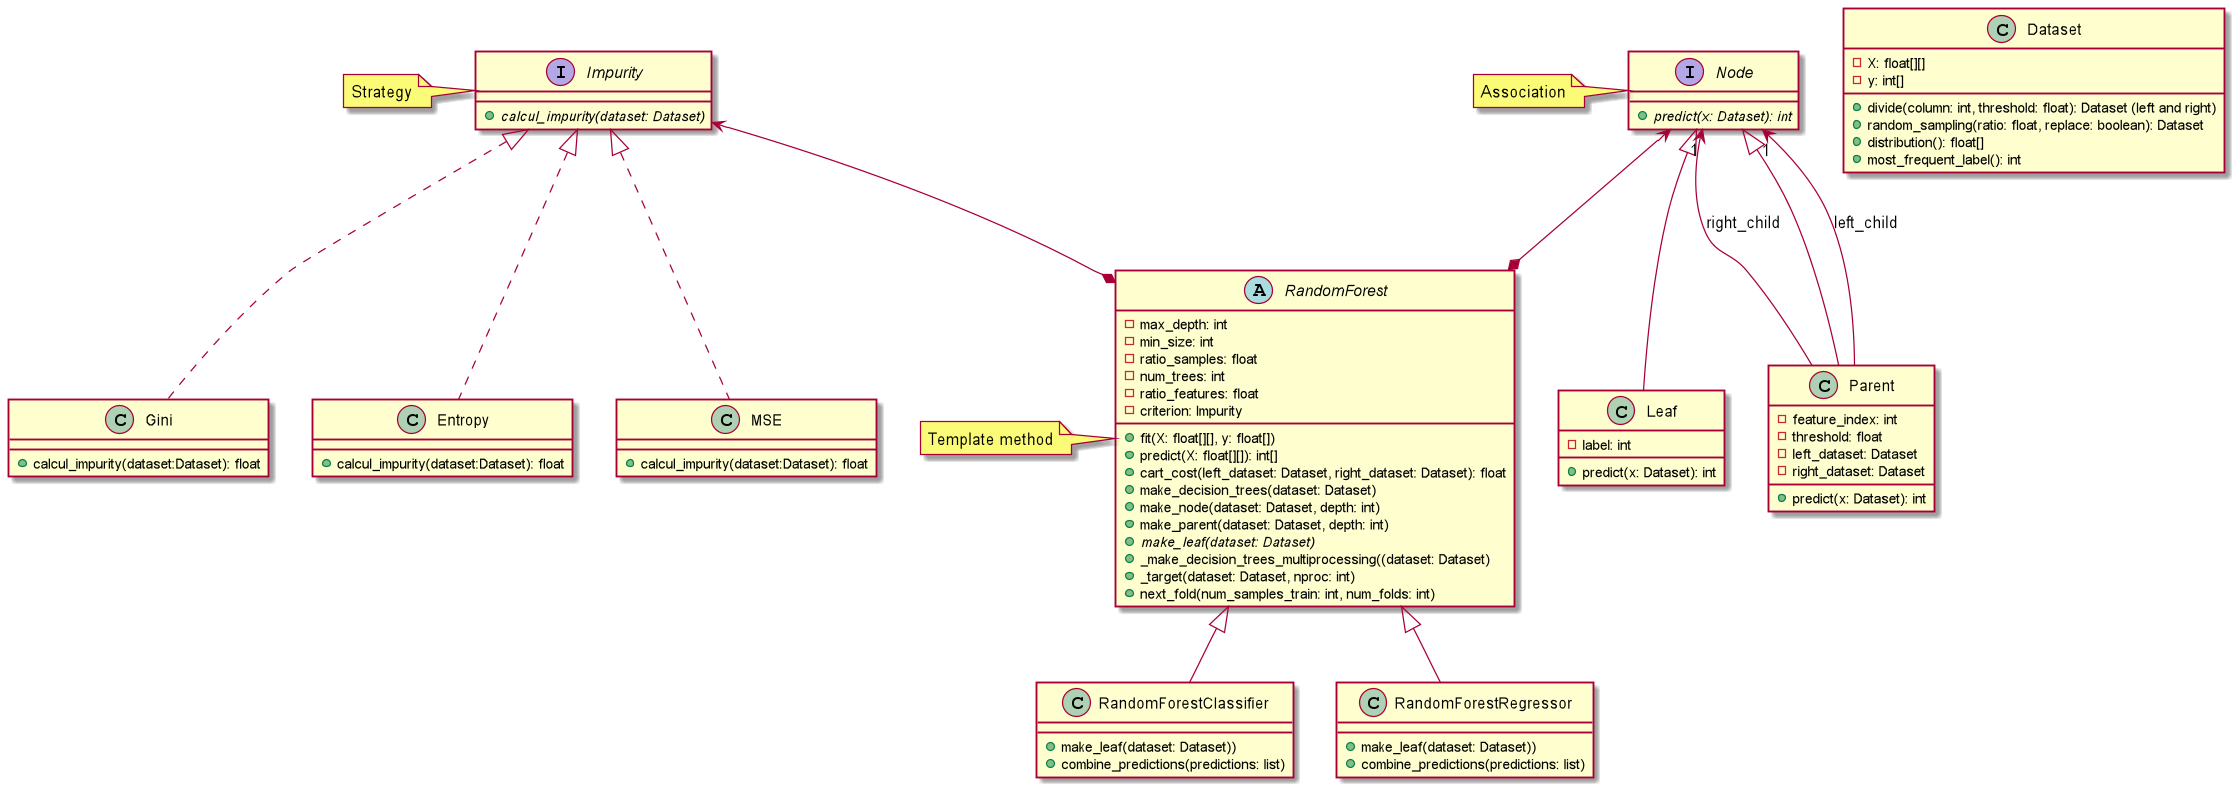 Strategy
I Impurity
calcul_impurity(dataset: Dataset)
Association
I Node
predict(x: Dataset): int
C Dataset
X: float[][]
y: int[]
divide(column: int, threshold: float): Dataset (left and right)
random_sampling(ratio: float, replace: boolean): Dataset
distribution(): float[]
most_frequent_label(): int
1
1
right_child
left_child
C Gini
calcul_impurity(dataset:Dataset): float
C Entropy
calcul_impurity(dataset:Dataset): float
C MSE
calcul_impurity(dataset:Dataset): float
Template method
A RandomForest
max_depth: int
min_size: int
ratio_samples: float
num_trees: int
ratio_features: float
criterion: Impurity
fit(X: float[][], y: float[])
predict(X: float[][]): int[]
cart_cost(left_dataset: Dataset, right_dataset: Dataset): float
make_decision_trees(dataset: Dataset)
make_node(dataset: Dataset, depth: int)
make_parent(dataset: Dataset, depth: int)
make_leaf(dataset: Dataset)
_make_decision_trees_multiprocessing((dataset: Dataset)
_target(dataset: Dataset, nproc: int)
next_fold(num_samples_train: int, num_folds: int)
C Leaf
label: int
predict(x: Dataset): int
C Parent
feature_index: int
threshold: float
left_dataset: Dataset
right_dataset: Dataset
predict(x: Dataset): int
C RandomForestClassifier
make_leaf(dataset: Dataset))
combine_predictions(predictions: list)
C RandomForestRegressor
make_leaf(dataset: Dataset))
combine_predictions(predictions: list)